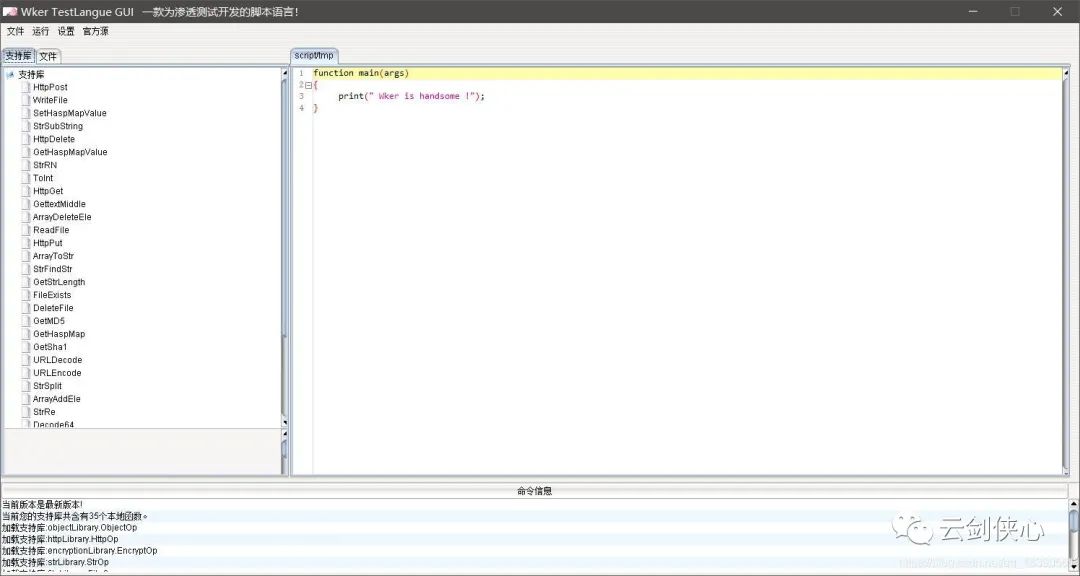 Wker TestLangue GUI 一款为渗透测试开发的脚本语言!
文件 运行 设置 官方源
支持库 文件
script/tmp
支持库
HttpPost
WriteFile
SetHaspMapValue
StrSubString
HttpDelete
GetHaspMapValue
StrRN
ToInt
HttpGet
GettextMiddle
ArrayDeleteEle
ReadFile
HttpPut
ArrayToStr
StrFindStr
GetStrLength
FileExists
DeleteFile
GetMD5
GetHaspMap
GetSha1
URLDecode
URLEncode
StrSplit
ArrayAddEle
StrRe
Decode64
1 function main(args)
2 {
3 print(" Wker is handsome !");
4 }
命令信息
当前版本是最新版本!
当前您的支持库共含有35个本地函数。
加载支持库:objectLibrary.ObjectOp
加载支持库:httpLibrary.HttpOp
加载支持库:encryptionLibrary.EncryptOp
加载支持库:strLibrary.StrOp
云剑侠心